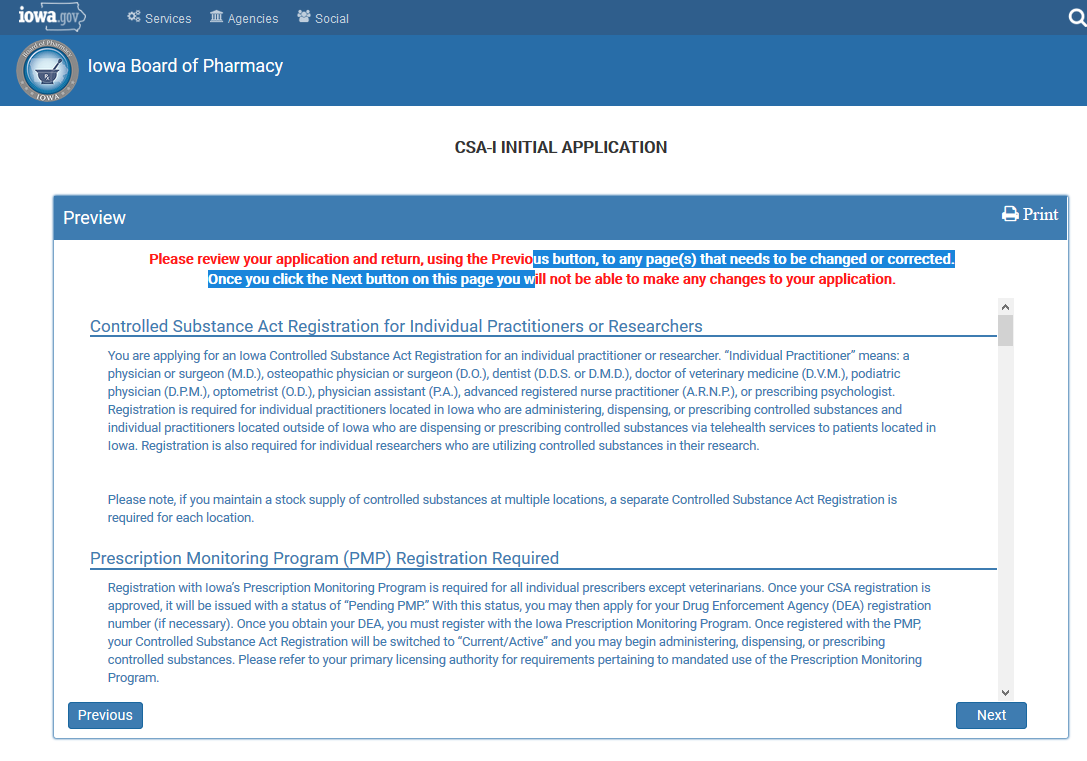 iowa.gov
Services
Agencies
Social
Board of Pharmacy
IOWA
Iowa Board of Pharmacy
CSA-I INITIAL APPLICATION
Preview
Print
Please review your application and return, using the Previous button, to any page(s) that needs to be changed or corrected.
Once you click the Next button on this page you will not be able to make any changes to your application.
Controlled Substance Act Registration for Individual Practitioners or Researchers
You are applying for an Iowa Controlled Substance Act Registration for an individual practitioner or researcher. “Individual Practitioner” means: a
physician or surgeon (M.D.), osteopathic physician or surgeon (D.O.), dentist (D.D.S. or D.M.D.), doctor of veterinary medicine (D.V.M.), podiatric
physician (D.P.M.), optometrist (O.D.), physician assistant (P.A.), advanced registered nurse practitioner (A.R.N.P.), or prescribing psychologist.
Registration is required for individual practitioners located in Iowa who are administering, dispensing, or prescribing controlled substances and
individual practitioners located outside of Iowa who are dispensing or prescribing controlled substances via telehealth services to patients located in
Iowa. Registration is also required for individual researchers who are utilizing controlled substances in their research.
Please note, if you maintain a stock supply of controlled substances at multiple locations, a separate Controlled Substance Act Registration is
required for each location.
Prescription Monitoring Program (PMP) Registration Required
Registration with Iowa’s Prescription Monitoring Program is required for all individual prescribers except veterinarians. Once your CSA registration is
approved, it will be issued with a status of “Pending PMP.” With this status, you may then apply for your Drug Enforcement Agency (DEA) registration
number (if necessary). Once you obtain your DEA, you must register with the Iowa Prescription Monitoring Program. Once registered with the PMP,
your Controlled Substance Act Registration will be switched to “Current/Active” and you may begin administering, dispensing, or prescribing
controlled substances. Please refer to your primary licensing authority for requirements pertaining to mandated use of the Prescription Monitoring
Program.
Previous
Next